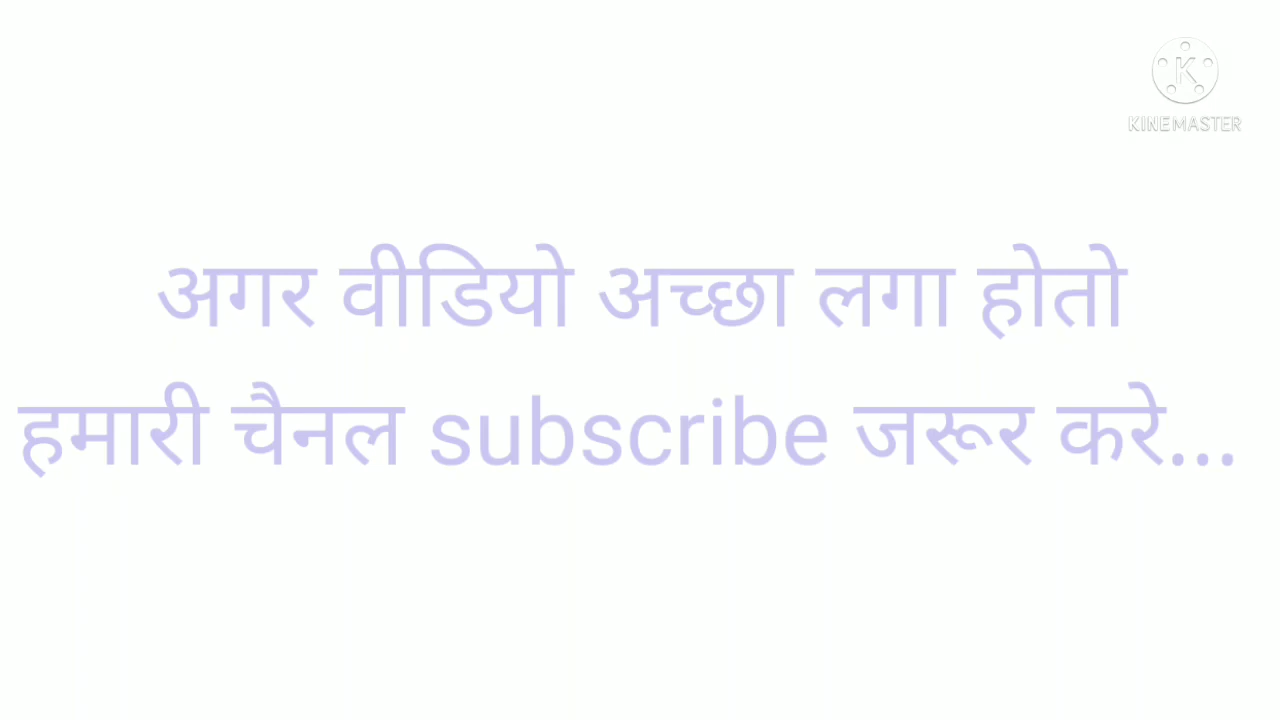 KINEMASTER
अगर वीडियो अच्छा लगा होतो
हमारी चैनल subscribe जरूर करे...